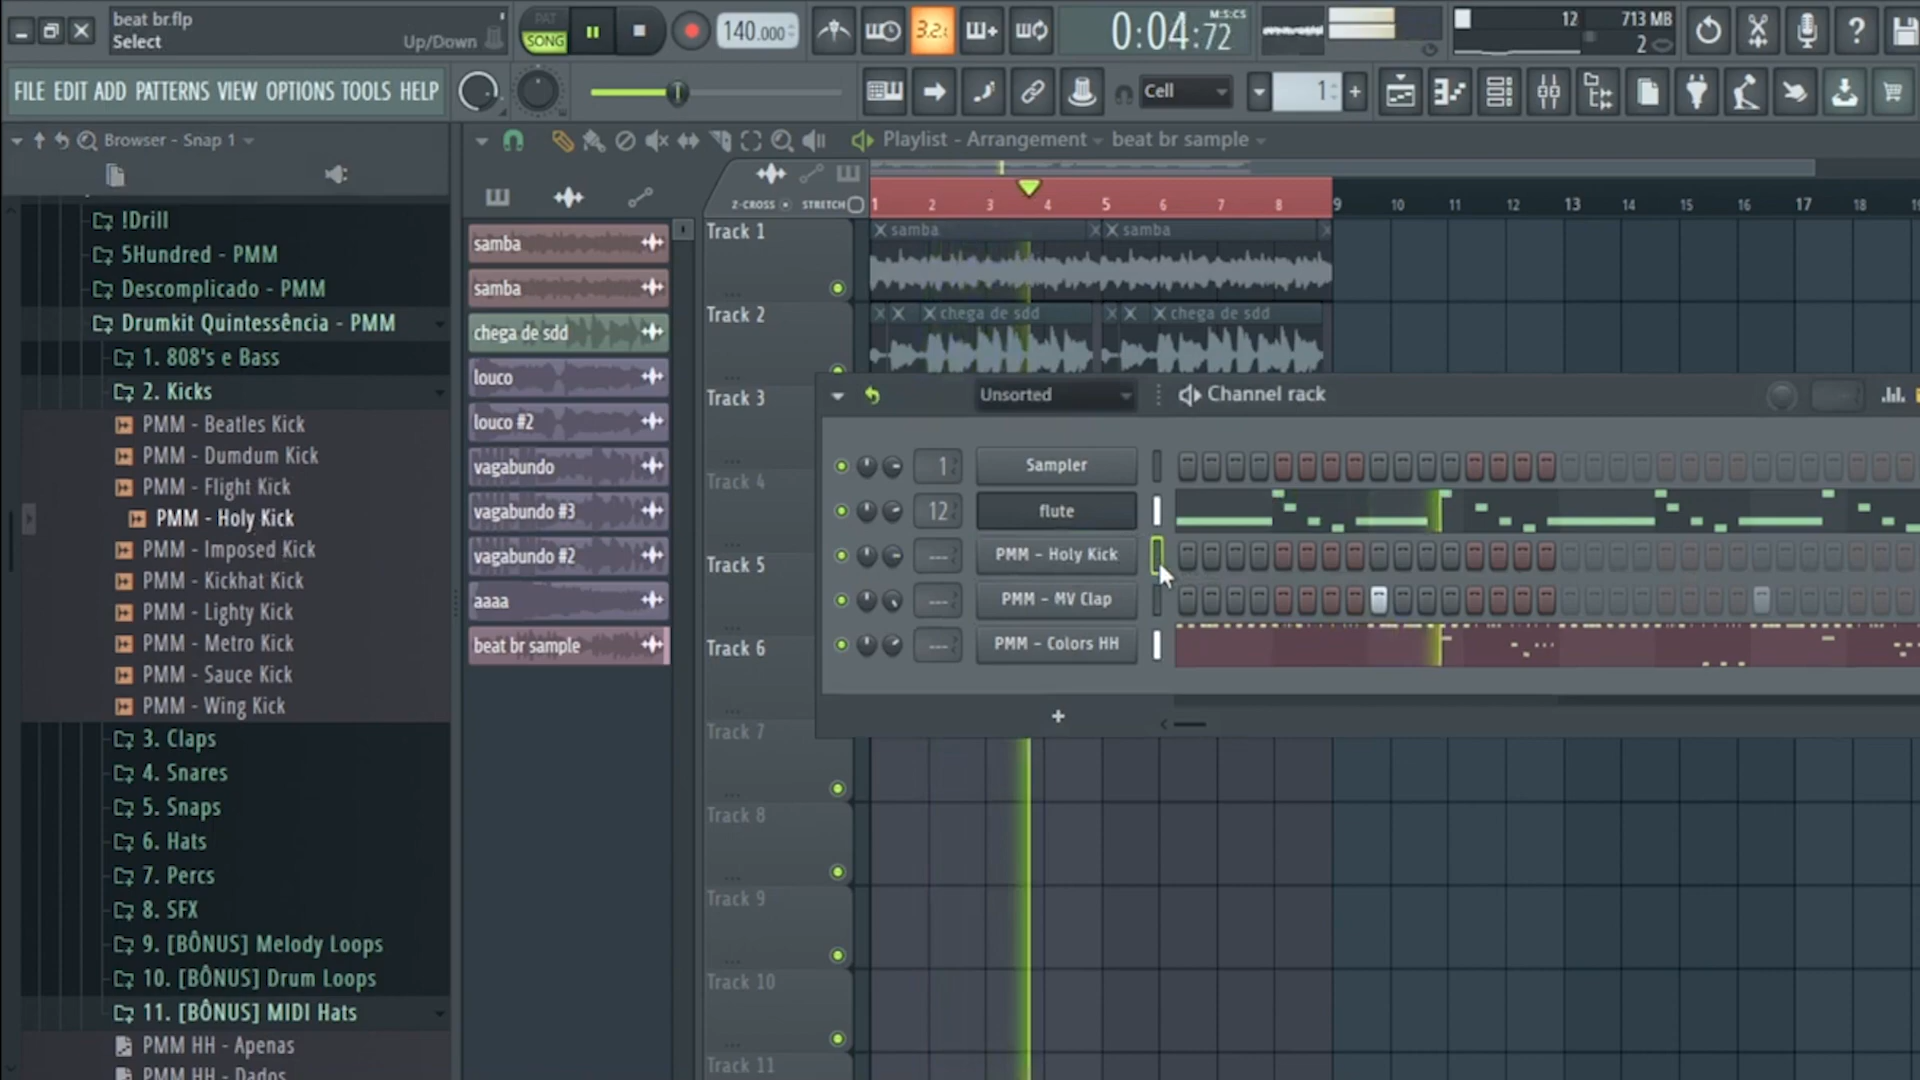 beat br.flp
Select
Up/Down
PAT
SONG
140.000
3.2.
0:04:72
M:S:CS
12
713 MB
2
FILE EDIT ADD PATTERNS VIEW OPTIONS TOOLS HELP
Cell
1
+
Browser - Snap 1
Playlist - Arrangement
beat br sample
Z-CROSS
STRETCH
1 2 3 4 5 6 7 8 9 10 11 12 13 14 15 16 17 18
!Drill
5Hundred - PMM
Descomplicado - PMM
Drumkit Quintessência - PMM
1. 808's e Bass
2. Kicks
PMM - Beatles Kick
PMM - Dumdum Kick
PMM - Flight Kick
PMM - Holy Kick
PMM - Imposed Kick
PMM - Kickhat Kick
PMM - Lighty Kick
PMM - Metro Kick
PMM - Sauce Kick
PMM - Wing Kick
3. Claps
4. Snares
5. Snaps
6. Hats
7. Percs
8. SFX
9. [BÔNUS] Melody Loops
10. [BÔNUS] Drum Loops
11. [BÔNUS] MIDI Hats
PMM HH - Apenas
PMM HH - Dados
samba
samba
chega de sdd
louco
louco #2
vagabundo
vagabundo #3
vagabundo #2
aaaa
beat br sample
Track 1
samba
samba
Track 2
chega de sdd
chega de sdd
Track 3
Track 4
Track 5
Track 6
Track 7
Track 8
Track 9
Track 10
Track 11
Unsorted
Channel rack
1
Sampler
12
flute
---
PMM - Holy Kick
---
PMM - MV Clap
---
PMM - Colors HH
+